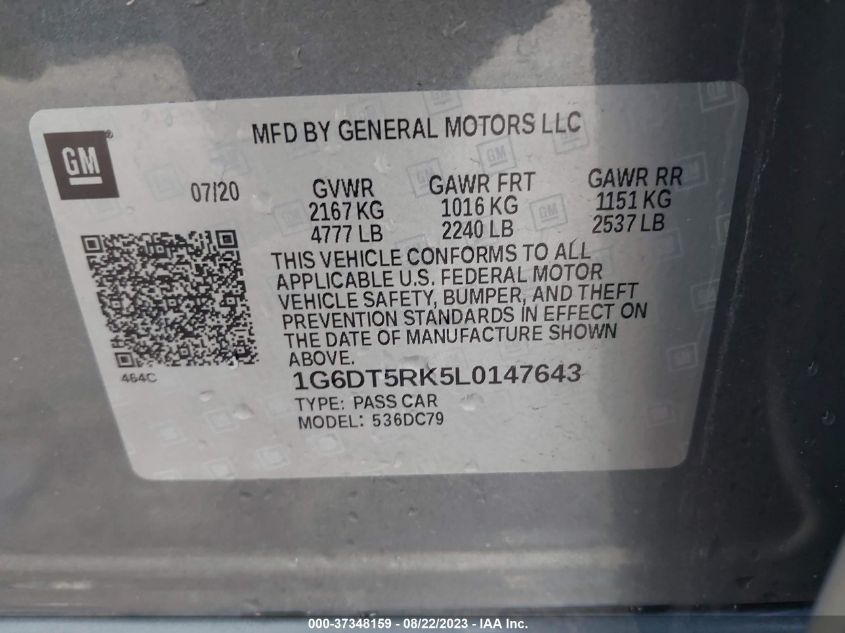 MFD BY GENERAL MOTORS LLC
GM
07/20
GVWR GAWR FRT GAWR RR
2167 KG 1016 KG 1151 KG
4777 LB 2240 LB 2537 LB
THIS VEHICLE CONFORMS TO ALL
APPLICABLE U.S. FEDERAL MOTOR
VEHICLE SAFETY, BUMPER, AND THEFT
PREVENTION STANDARDS IN EFFECT ON
THE DATE OF MANUFACTURE SHOWN
ABOVE.
464C
1G6DT5RK5L0147643
TYPE: PASS CAR
MODEL: 536DC79
000-37348159 - 08/22/2023 - IAA Inc.